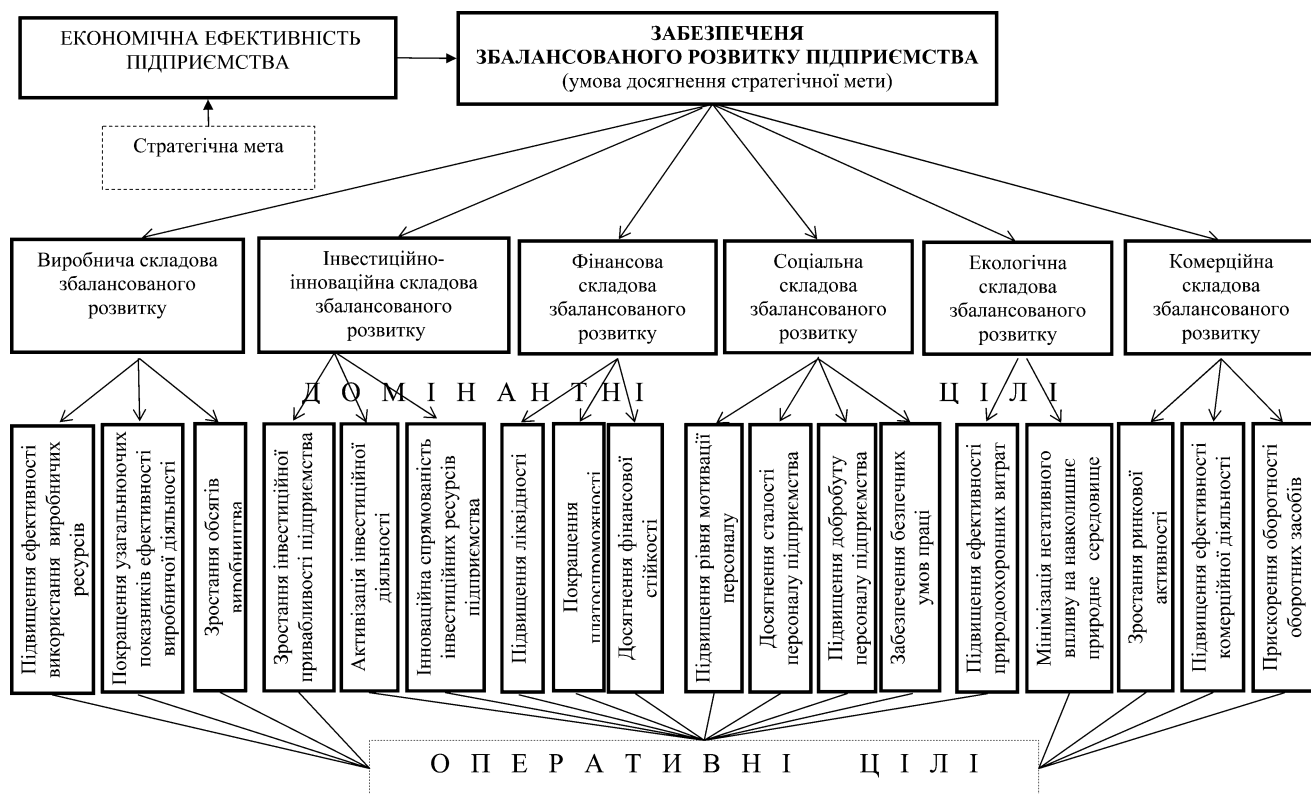 ЕКОНОМІЧНА ЕФЕКТИВНІСТЬ
ПІДПРИЄМСТВА
ЗАБЕЗПЕЧЕНЯ
ЗБАЛАНСОВАНОГО РОЗВИТКУ ПІДПРИЄМСТВА
(умова досягнення стратегічної мети)
Стратегічна мета
Виробнича складова
збалансованого
розвитку
Інвестиційно-
інноваційна складова
збалансованого
розвитку
Фінансова
складова
збалансованого
розвитку
Соціальна
складова
збалансованого
розвитку
Екологічна
складова
збалансованого
розвитку
Комерційна
складова
збалансованого
розвитку
ДОМІНАНТНІ ЦІЛІ
Підвищення ефективності
використання виробничих
ресурсів
Покращення узагальнюючих
показників ефективності
виробничої діяльності
Зростання обсягів
виробництва
Зростання інвестиційної
привабливості підприємства
Активізація інвестиційної
діяльності
Інноваційна спрямованість
інвестиційних ресурсів
підприємства
Підвищення ліквідності
Покращення
платоспроможності
Досягнення фінансової
стійкості
Підвищення рівня мотивації
персоналу
Досягнення сталості
персоналу підприємства
Підвищення добробуту
персоналу підприємства
Забезпечення безпечних
умов праці
Підвищення ефективності
природоохоронних витрат
Мінімізація негативного
впливу на навколишнє
природне середовище
Зростання ринкової
активності
Підвищення ефективності
комерційної діяльності
Прискорення оборотності
оборотних засобів
ОПЕРАТИВНІ ЦІЛІ